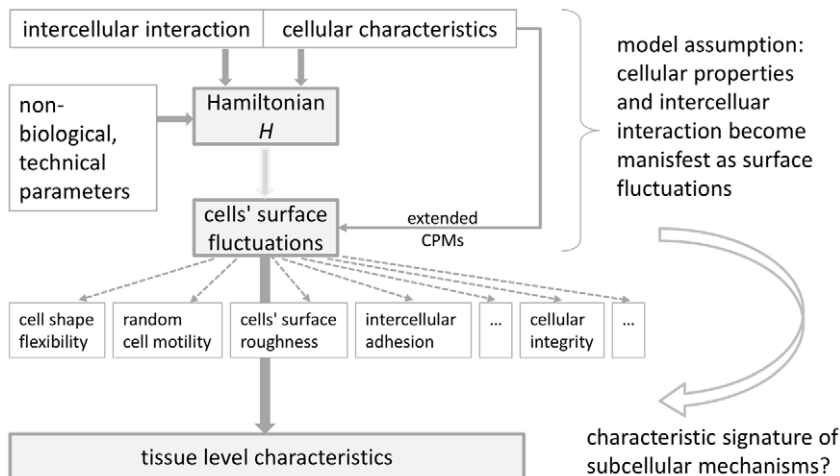 intercellular interaction
cellular characteristics
non-
biological,
technical
parameters
Hamiltonian
H
cells' surface
fluctuations
extended
CPMs
model assumption:
cellular properties
and intercelluar
interaction become
manisfest as surface
fluctuations
cell shape
flexibility
random
cell motility
cells' surface
roughness
intercellular
adhesion
...
cellular
integrity
...
tissue level characteristics
characteristic signature of
subcellular mechanisms?